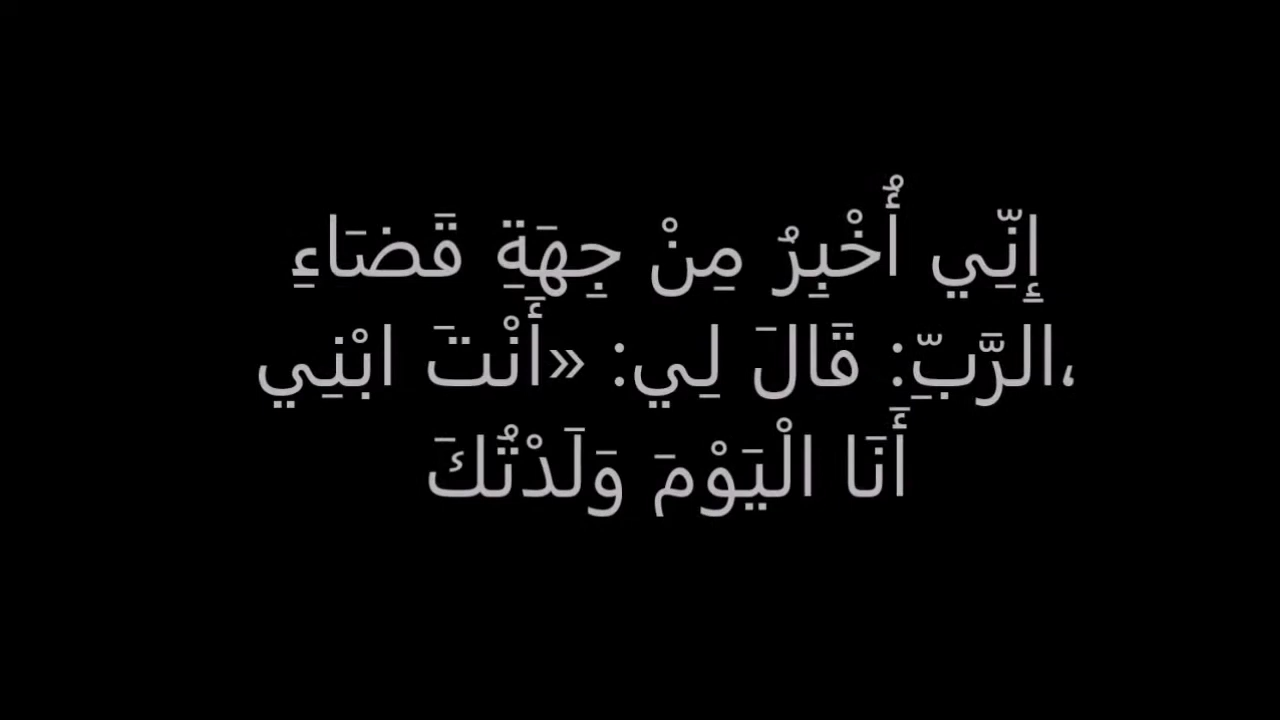 إِنِّي أُخْبِرُ مِنْ جِهَةِ قَضَاءِ
،الرَّبِّ: قَالَ لِي: «أَنْتَ ابْنِي
أَنَا الْيَوْمَ وَلَدْتُكَ